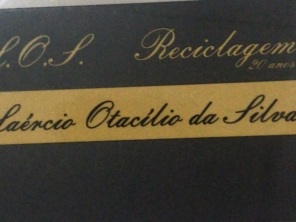 S.O.S. Reciclagem
20 anos
Laércio Otacílio da Silva